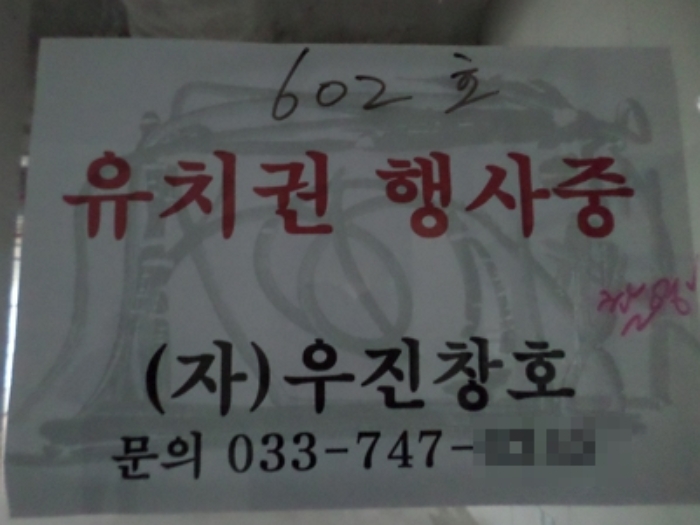 602호
유치권 행사중
(자)우진창호
문의 033-747-